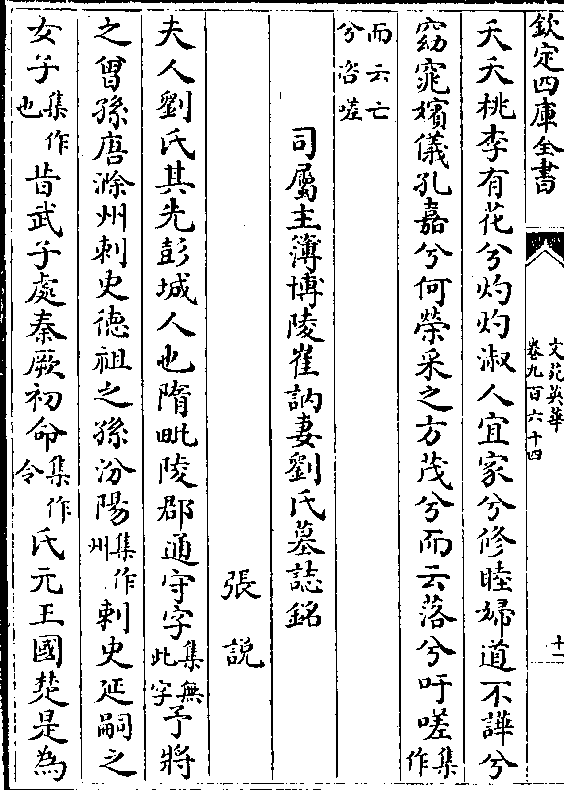 欽定四庫全書
文苑英華
卷九百六十四
十一
夭夭桃李有花兮灼灼淑人宜家兮修睦婦道不譁兮
窈窕嬪儀孔嘉兮何榮采之方茂兮而云落兮吁嗟集作
而云亡兮咨嗟
司屬主簿博陵崔訥妻劉氏墓誌銘
張說
夫人劉氏其先彭城人也隋毗陵郡通守字集無此字子將
之曾孫唐滁州刺史德祖之孫汾陽集作州刺史延嗣之
女子集作也昔武子處秦厥初命集作令氏元王國楚是為